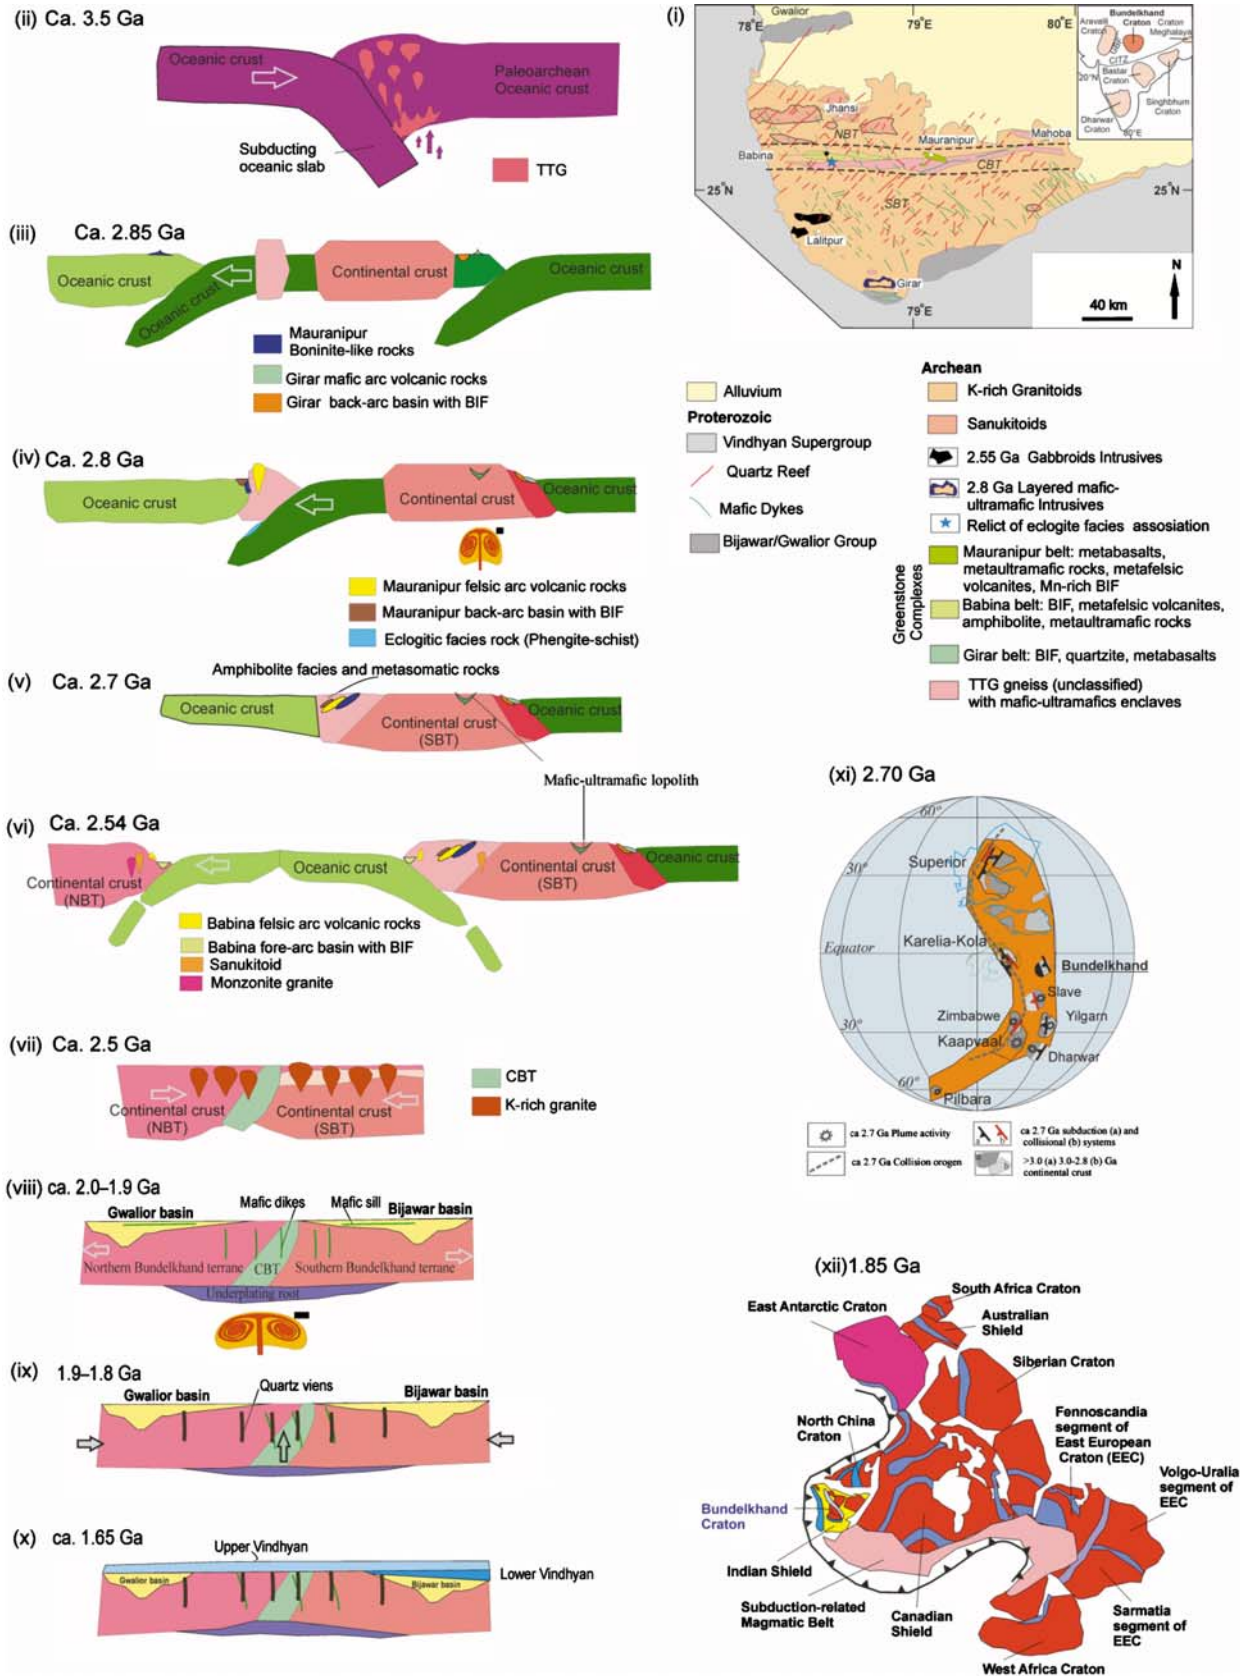 (ii) Ca. 3.5 Ga
Oceanic crust
Paleoarchean
Oceanic crust
Subducting
oceanic slab
TTG
(iii) Ca. 2.85 Ga
Oceanic crust
Oceanic crust
Continental crust
Oceanic crust
Mauranipur
Boninite-like rocks
Girar mafic arc volcanic rocks
Girar back-arc basin with BIF
(iv) Ca. 2.8 Ga
Oceanic crust
Continental crust
Oceanic crust
Mauranipur felsic arc volcanic rocks
Mauranipur back-arc basin with BIF
Eclogitic facies rock (Phengite-schist)
Amphibolite facies and metasomatic rocks
(v) Ca. 2.7 Ga
Oceanic crust
Continental crust
(SBT)
Oceanic crust
Mafic-ultramafic lopolith
(vi) Ca. 2.54 Ga
Continental crust
(NBT)
Oceanic crust
Continental crust
(SBT)
Oceanic crust
Babina felsic arc volcanic rocks
Babina fore-arc basin with BIF
Sanukitoid
Monzonite granite
(vii) Ca. 2.5 Ga
Continental crust
(NBT)
Continental crust
(SBT)
CBT
K-rich granite
(viii) ca. 2.0–1.9 Ga
Gwalior basin
Mafic dikes
Mafic sill
Bijawar basin
Northern Bundelkhand terrane
CBT
Southern Bundelkhand terrane
Underplating root
(ix) 1.9–1.8 Ga
Gwalior basin
Quartz viens
Bijawar basin
(x) ca. 1.65 Ga
Upper Vindhyan
Gwalior basin
Bijawar basin
Lower Vindhyan
(i)
Gwalior
78°E
79°E
80°E
Jhansi
NBT
Mauranipur
Mahoba
Babina
CBT
25°N
25°N
SBT
Lalitpur
Girar
79°E
40 km
N
Bundelkhand
Craton
Aravalli
Craton
Craton
Meghalaya
CITZ
20°N
Bastar
Craton
Singhbhum
Craton
Dharwar
Craton
80°E
Alluvium
Proterozoic
Vindhyan Supergroup
Quartz Reef
Mafic Dykes
Bijawar/Gwalior Group
Archean
K-rich Granitoids
Sanukitoids
2.55 Ga Gabbroids Intrusives
2.8 Ga Layered mafic-
ultramafic Intrusives
Relict of eclogite facies assosiation
Greenstone
Complexes
Mauranipur belt: metabasalts,
metaultramafic rocks, metafelsic
volcanites, Mn-rich BIF
Babina belt: BIF, metafelsic volcanites,
amphibolite, metaultramafic rocks
Girar belt: BIF, quartzite, metabasalts
TTG gneiss (unclassified)
with mafic-ultramafics enclaves
(xi) 2.70 Ga
60°
Superior
30°
Karelia-Kola
Equator
Bundelkhand
Slave
Zimbabwe
Yilgarn
30°
Kaapvaal
Dharwar
60°
Pilbara
ca 2.7 Ga Plume activity
ca 2.7 Ga subduction (a) and
collisional (b) systems
ca 2.7 Ga Collision orogen
>3.0 (a) 3.0-2.8 (b) Ga
continental crust
(xii)1.85 Ga
South Africa Craton
East Antarctic Craton
Australian
Shield
Siberian Craton
North China
Craton
Fennoscandia
segment of
East European
Craton (EEC)
Volgo-Uralia
segment of
EEC
Bundelkhand
Craton
Indian Shield
Subduction-related
Magmatic Belt
Canadian
Shield
Sarmatia
segment of
EEC
West Africa Craton